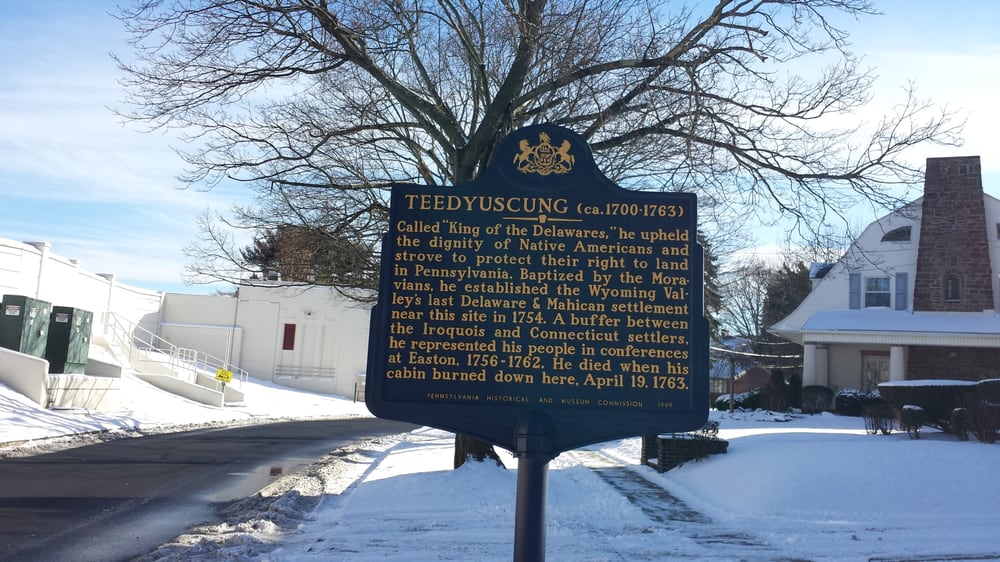 TEEDYUSCUNG (ca.1700-1763)
Called "King of the Delawares," he upheld
the dignity of Native Americans and
strove to protect their right to land
in Pennsylvania. Baptized by the Mora-
vians, he established the Wyoming Val-
ley's last Delaware & Mahican settlement
near this site in 1754. A buffer between
the Iroquois and Connecticut settlers,
he represented his people in conferences
at Easton, 1756-1762. He died when his
cabin burned down here, April 19, 1763.
PENNSYLVANIA HISTORICAL AND MUSEUM COMMISSION 1999